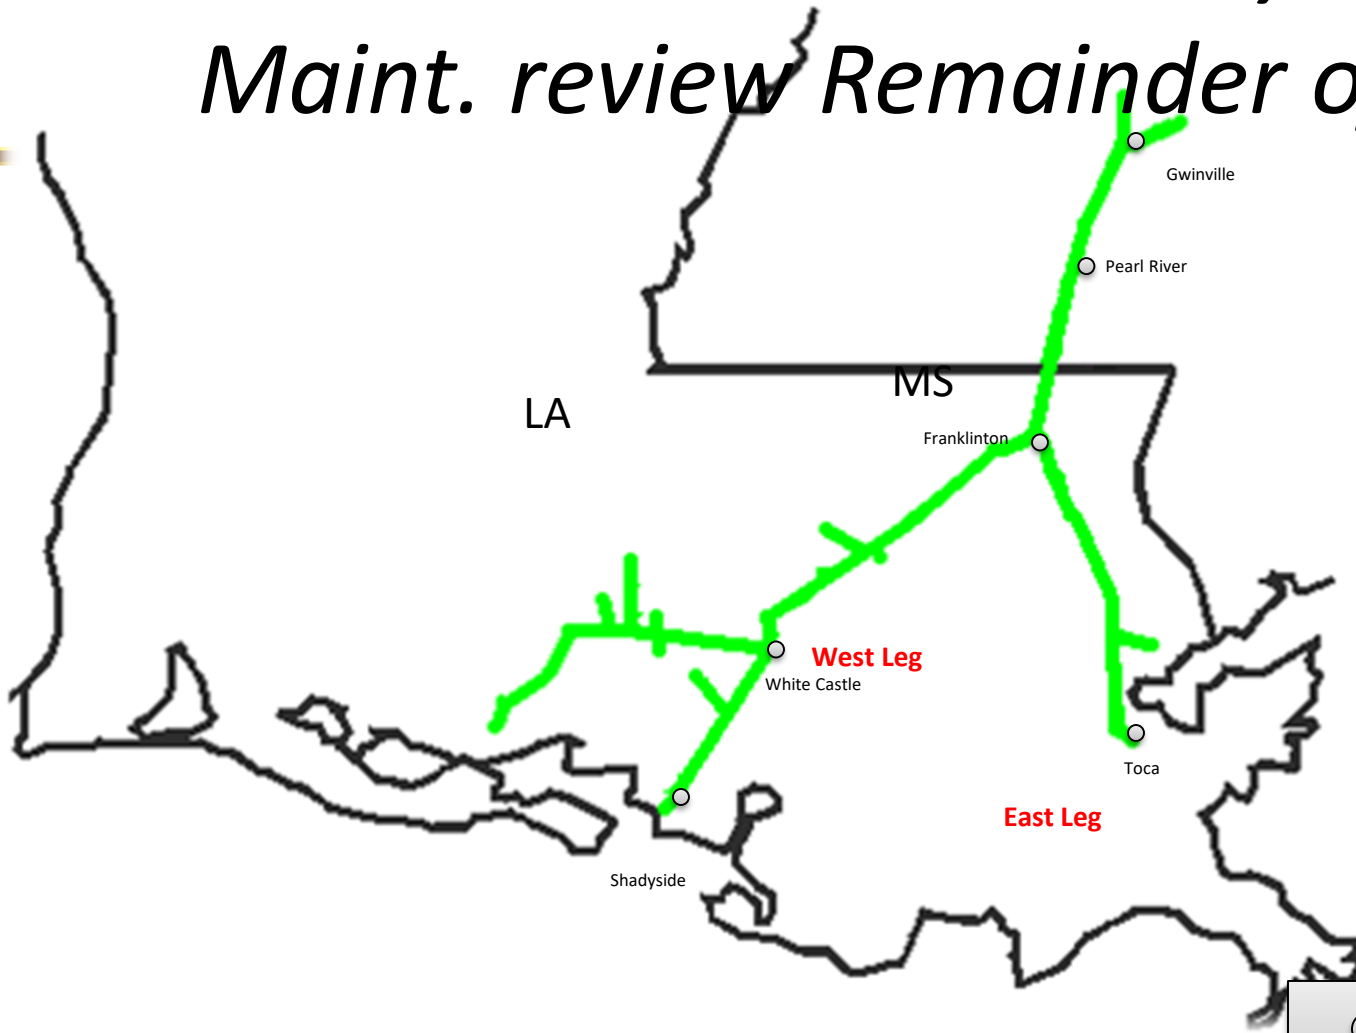 Maint. review Remainder o
Gwinville
Pearl River
MS
LA
Franklinton
West Leg
White Castle
Toca
East Leg
Shadyside